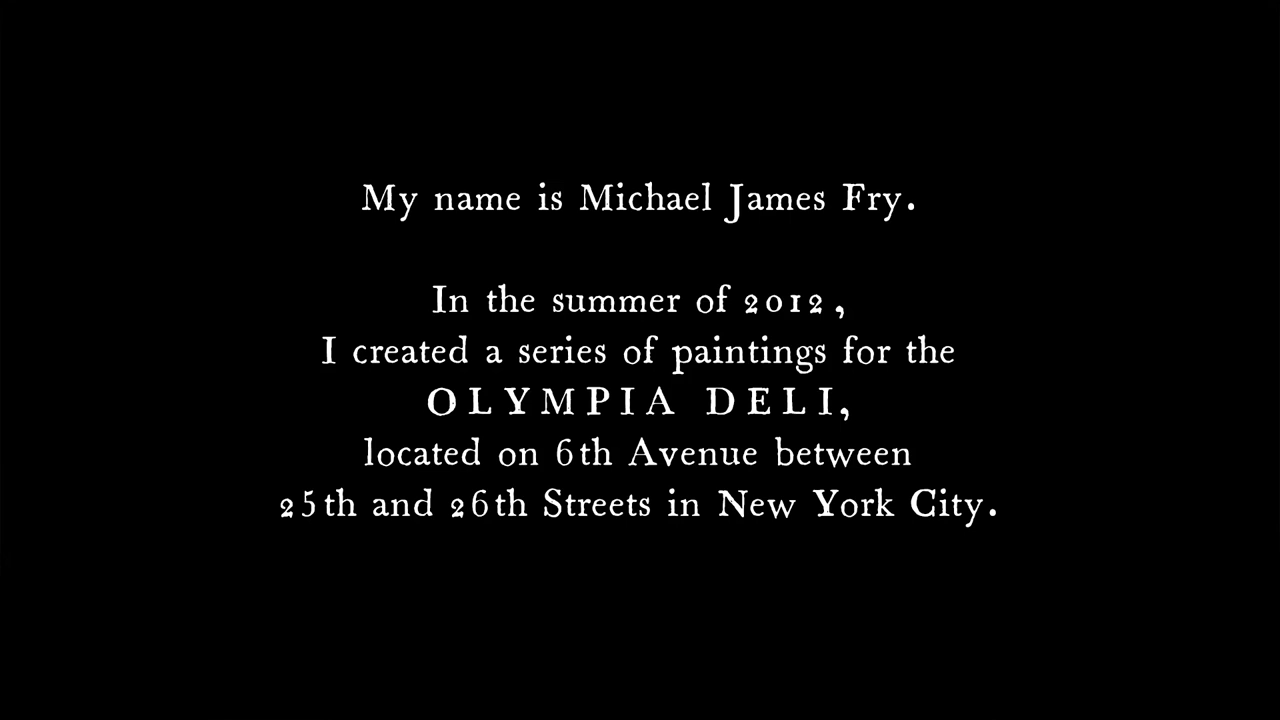 My name is Michael James Fry.
In the summer of 2012,
I created a series of paintings for the
OLYMPIA DELI,
located on 6th Avenue between
25th and 26th Streets in New York City.